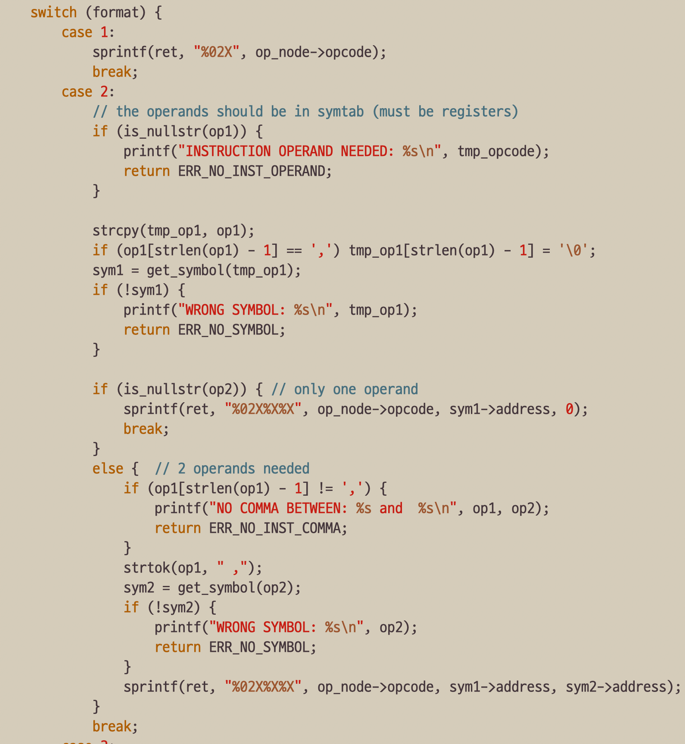 switch (format) {
    case 1:
        sprintf(ret, "%02X", op_node->opcode);
        break;
    case 2:
        // the operands should be in symtab (must be registers)
        if (is_nullstr(op1)) {
            printf("INSTRUCTION OPERAND NEEDED: %s\n", tmp_opcode);
            return ERR_NO_INST_OPERAND;
        }

        strcpy(tmp_op1, op1);
        if (op1[strlen(op1) - 1] == ',') tmp_op1[strlen(op1) - 1] = '\0';
        sym1 = get_symbol(tmp_op1);
        if (!sym1) {
            printf("WRONG SYMBOL: %s\n", tmp_op1);
            return ERR_NO_SYMBOL;
        }

        if (is_nullstr(op2)) { // only one operand
            sprintf(ret, "%02X%X%X", op_node->opcode, sym1->address, 0);
            break;
        }
        else {  // 2 operands needed
            if (op1[strlen(op1) - 1] != ',') {
                printf("NO COMMA BETWEEN: %s and  %s\n", op1, op2);
                return ERR_NO_INST_COMMA;
            }
            strtok(op1, " ,");
            sym2 = get_symbol(op2);
            if (!sym2) {
                printf("WRONG SYMBOL: %s\n", op2);
                return ERR_NO_SYMBOL;
            }
            sprintf(ret, "%02X%X%X", op_node->opcode, sym1->address, sym2->address);
        }
        break;